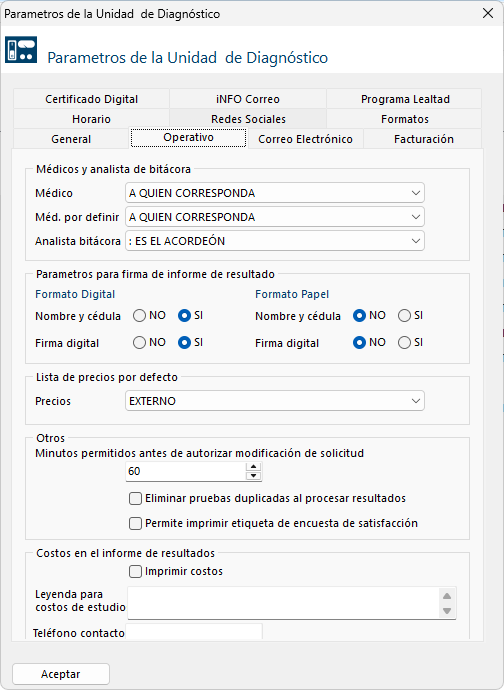 Parametros de la Unidad  de Diagnóstico
Parametros de la Unidad  de Diagnóstico
Certificado Digital
iNFO Correo
Programa Lealtad
Horario
Redes Sociales
Formatos
General
Operativo
Correo Electrónico
Facturación
Médicos y analista de bitácora
Médico
A QUIEN CORRESPONDA
Méd. por definir
A QUIEN CORRESPONDA
Analista bitácora
: ES EL ACORDEÓN
Parametros para firma de informe de resultado
Formato Digital
Formato Papel
Nombre y cédula
NO
SI
Nombre y cédula
NO
SI
Firma digital
NO
SI
Firma digital
NO
SI
Lista de precios por defecto
Precios
EXTERNO
Otros
Minutos permitidos antes de autorizar modificación de solicitud
60
Eliminar pruebas duplicadas al procesar resultados
Permite imprimir etiqueta de encuesta de satisfacción
Costos en el informe de resultados
Imprimir costos
Leyenda para
costos de estudio
Teléfono contacto
Aceptar